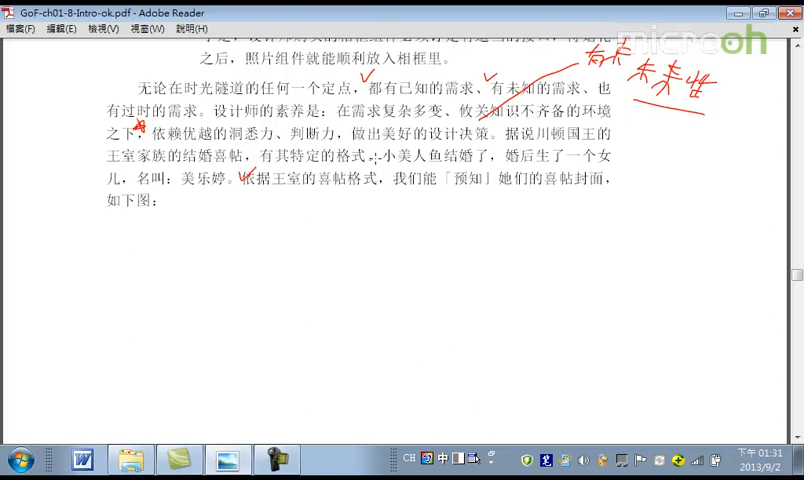 GoF-ch01-8-Intro-ok.pdf - Adobe Reader
檔案(F) 編輯(E) 檢視(V) 視窗(W) 說明(H)
microoh
之后，照片组件就能顺利放入相框里。
有未
未来性
无论在时光隧道的任何一个定点，都有已知的需求、有未知的需求、也
有过时的需求。设计师的素养是：在需求复杂多变、攸关知识不齐备的环境
之下，依赖优越的洞悉力、判断力，做出美好的设计决策。据说川顿国王的
王室家族的结婚喜帖，有其特定的格式。小美人鱼结婚了，婚后生了一个女
儿，名叫：美乐婷。依据王室的喜帖格式，我们能「预知」她们的喜帖封面，
如下图：
CH 中
下午 01:31
2013/9/2